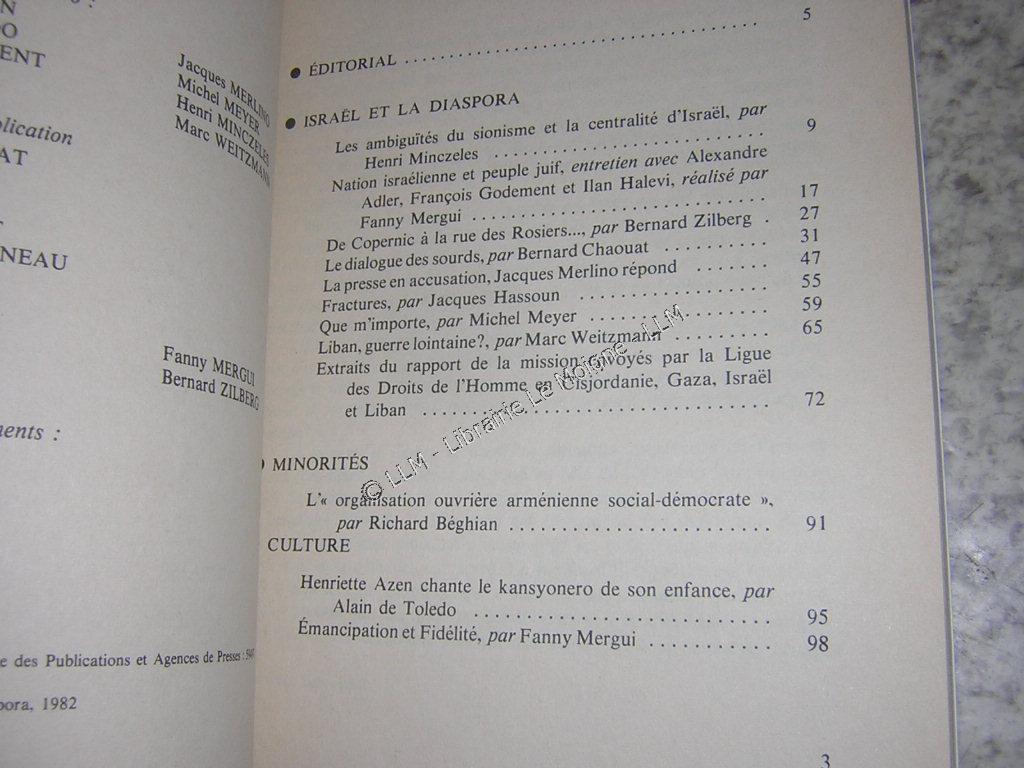 N
DO
ENT
Jacques MERLINO
Michel MEYER
Henri MINCZELES
Marc WEITZMANN
blication
AT
NEAU
Fanny MERGUI
Bernard ZILBERG
ments :
e des Publications et Agences de Presses :
pora, 1982
● ÉDITORIAL .................................. 5
● ISRAËL ET LA DIASPORA
Les ambiguïtés du sionisme et la centralité d'Israël, par
Henri Minczeles ........................ 9
Nation israélienne et peuple juif, entretien avec Alexandre
Adler, François Godement et Ilan Halevi, réalisé par
Fanny Mergui .......................... 17
De Copernic à la rue des Rosiers..., par Bernard Zilberg . 27
Le dialogue des sourds, par Bernard Chaouat .......... 31
La presse en accusation, Jacques Merlino répond ....... 47
Fractures, par Jacques Hassoun ................. 55
Que m'importe, par Michel Meyer ................ 59
Liban, guerre lointaine?, par Marc Weitzmann ......... 65
Extraits du rapport de la mission envoyés par la Ligue
des Droits de l'Homme en Cisjordanie, Gaza, Israël
et Liban .............................. 72
MINORITÉS
L'« organisation ouvrière arménienne social-démocrate »,
par Richard Béghian ........................ 91
CULTURE
Henriette Azen chante le kansyonero de son enfance, par
Alain de Toledo ........................... 95
Émancipation et Fidélité, par Fanny Mergui ........... 98
3
© LLM - Librairie Le Moigne - LLM